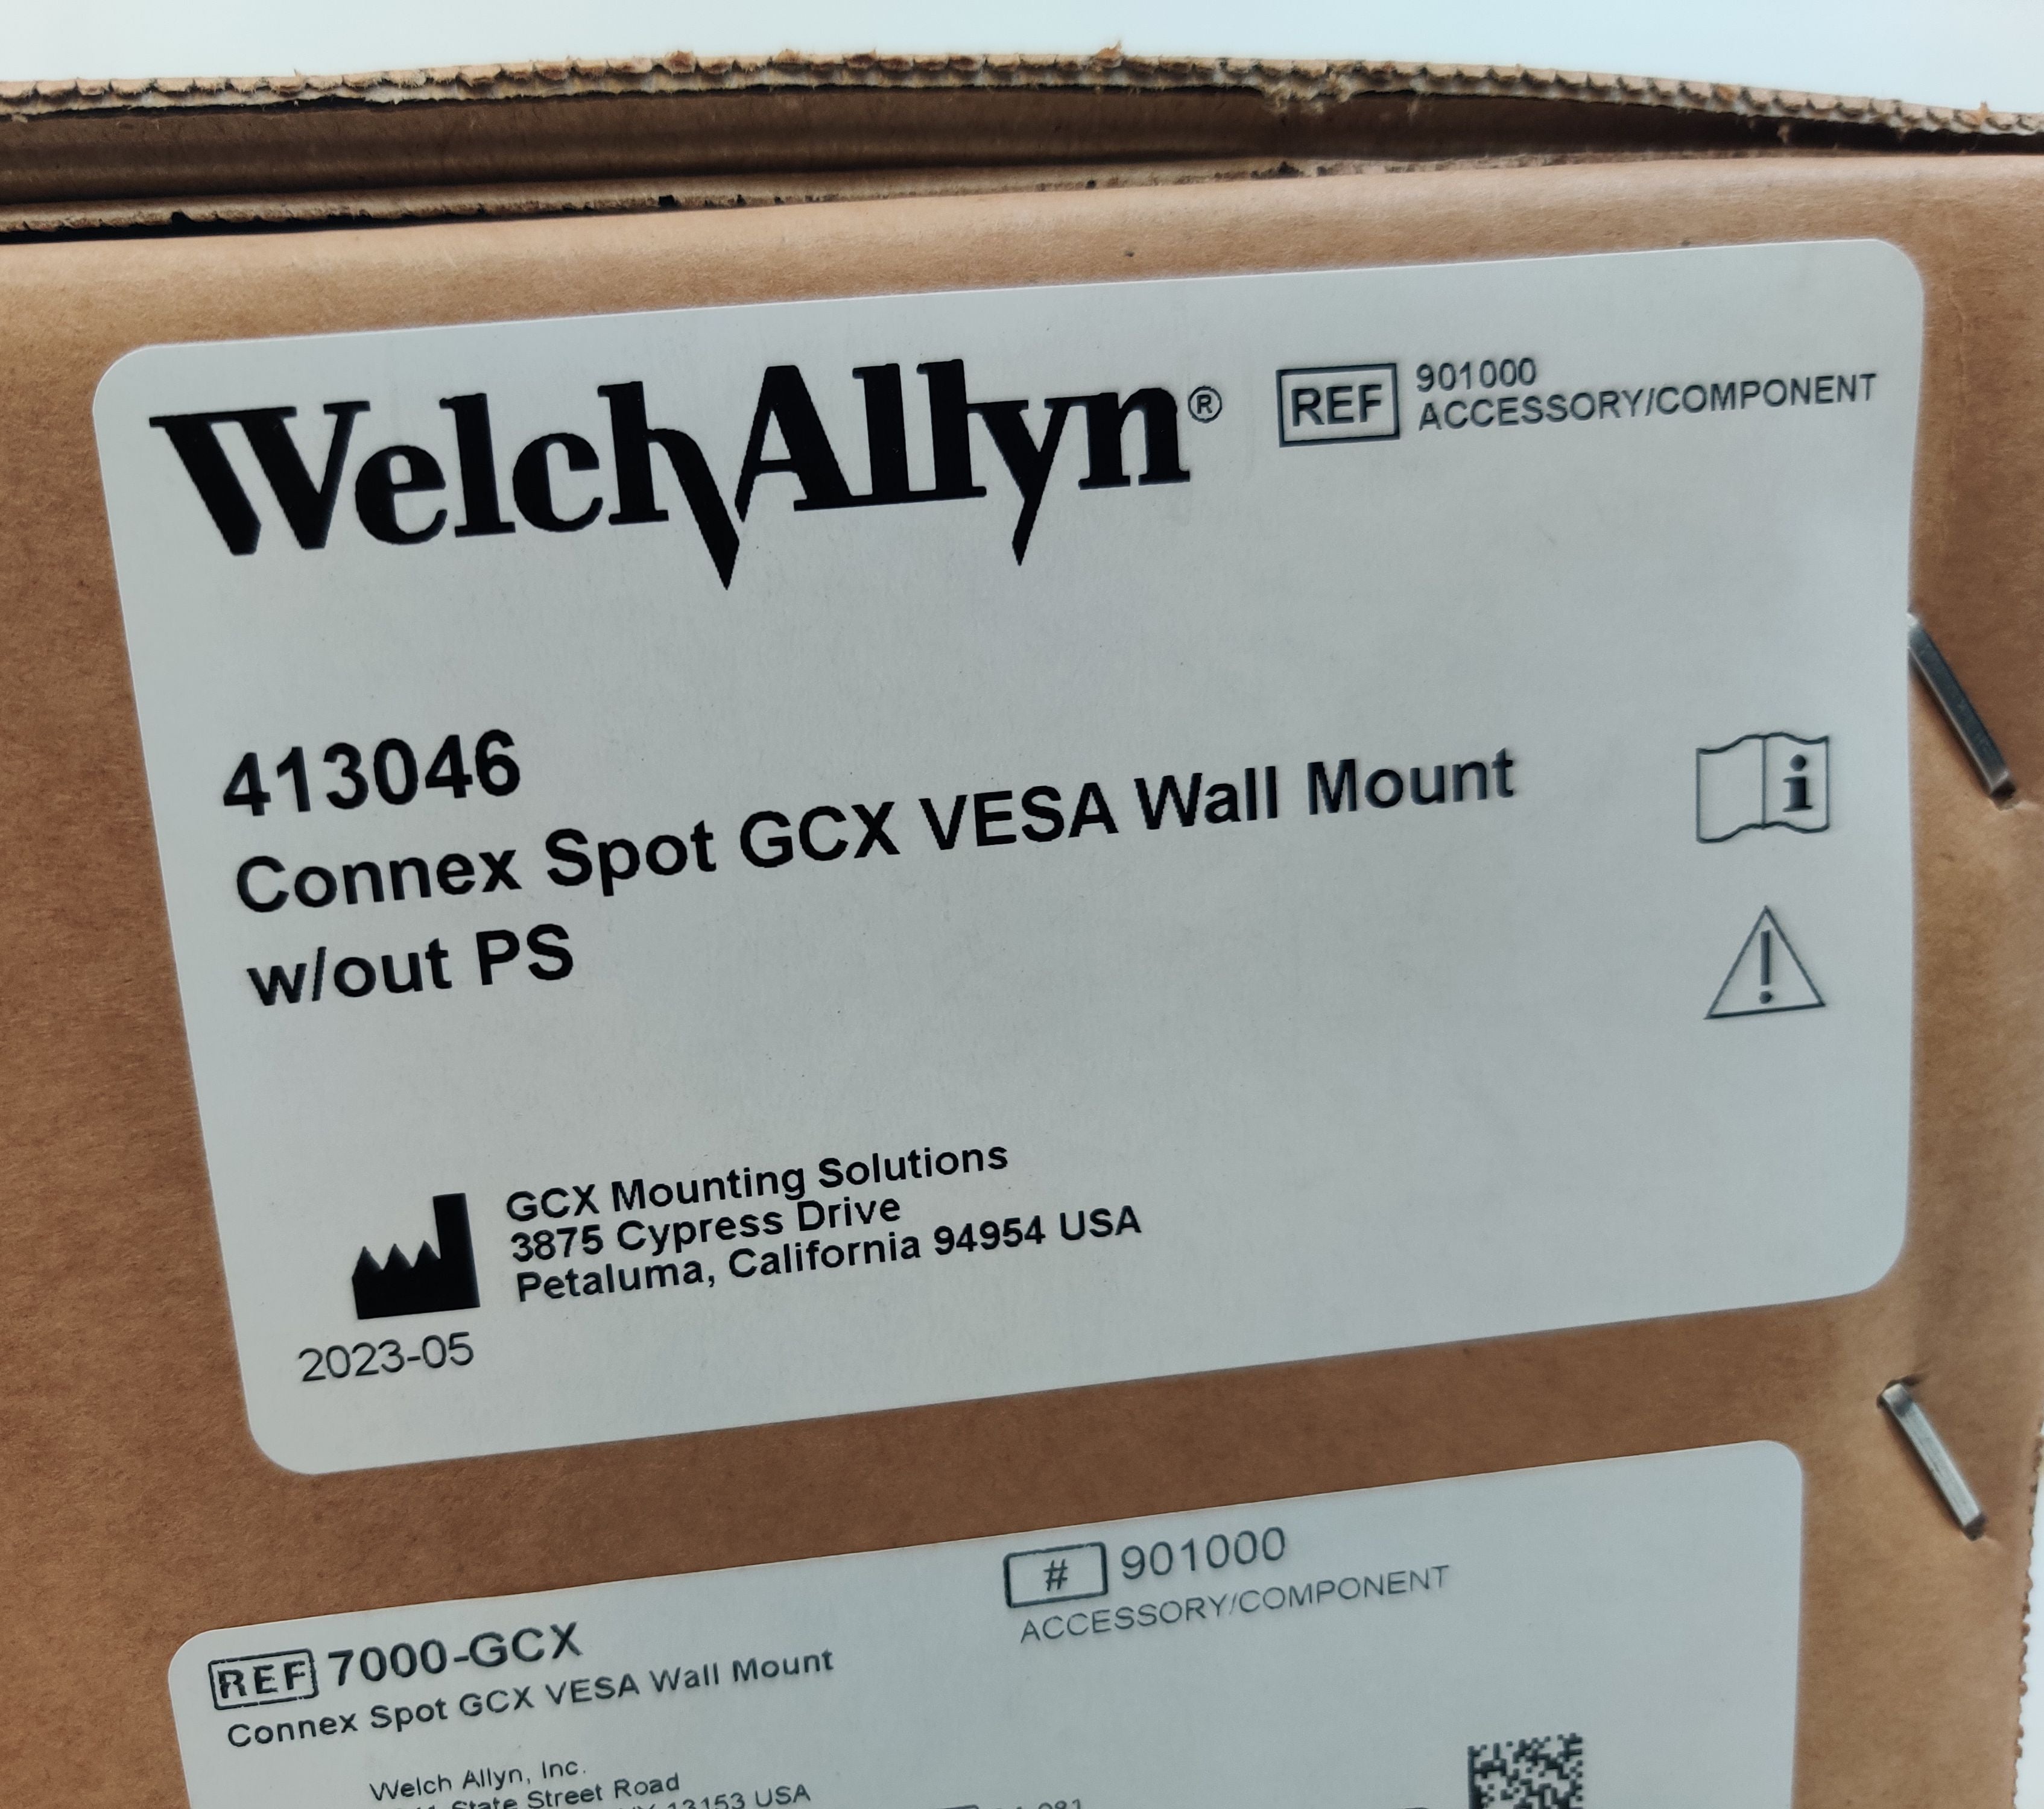 WelchAllyn®
REF 901000
ACCESSORY/COMPONENT
413046
Connex Spot GCX VESA Wall Mount
w/out PS
GCX Mounting Solutions
3875 Cypress Drive
Petaluma, California 94954 USA
2023-05
# 901000
ACCESSORY/COMPONENT
REF 7000-GCX
Connex Spot GCX VESA Wall Mount
Welch Allyn, Inc.
State Street Road
13153 USA